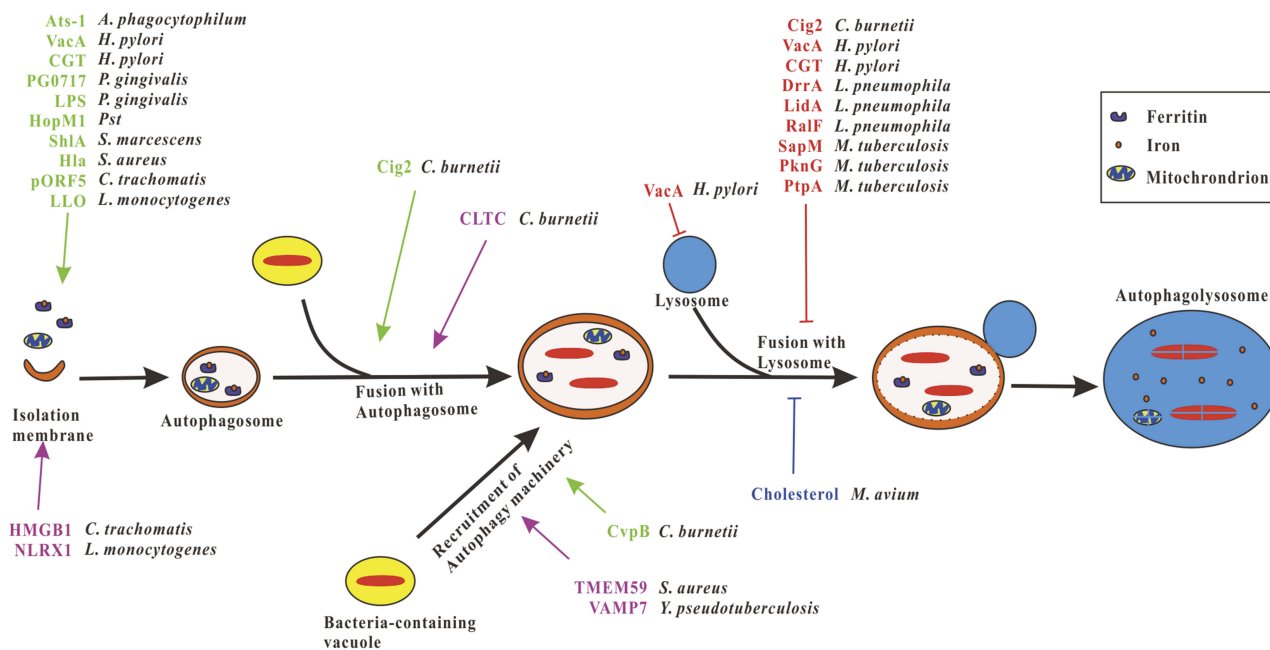 Ats-1 A. phagocytophilum
VacA H. pylori
CGT H. pylori
PG0717 P. gingivalis
LPS P. gingivalis
HopM1 Pst
ShlA S. marcescens
Hla S. aureus
pORF5 C. trachomatis
LLO L. monocytogenes
Cig2 C. burnetii
CLTC C. burnetii
VacA H. pylori
Cig2 C. burnetii
VacA H. pylori
CGT H. pylori
DrrA L. pneumophila
LidA L. pneumophila
RalF L. pneumophila
SapM M. tuberculosis
PknG M. tuberculosis
PtpA M. tuberculosis
Ferritin
Iron
Mitochrondrion
Lysosome
Autophagolysosome
Fusion with
Lysosome
Isolation
membrane
Autophagosome
Fusion with
Autophagosome
Recruitment of
Autophagy machinery
Cholesterol M. avium
HMGB1 C. trachomatis
NLRX1 L. monocytogenes
CvpB C. burnetii
TMEM59 S. aureus
VAMP7 Y. pseudotuberculosis
Bacteria-containing
vacuole